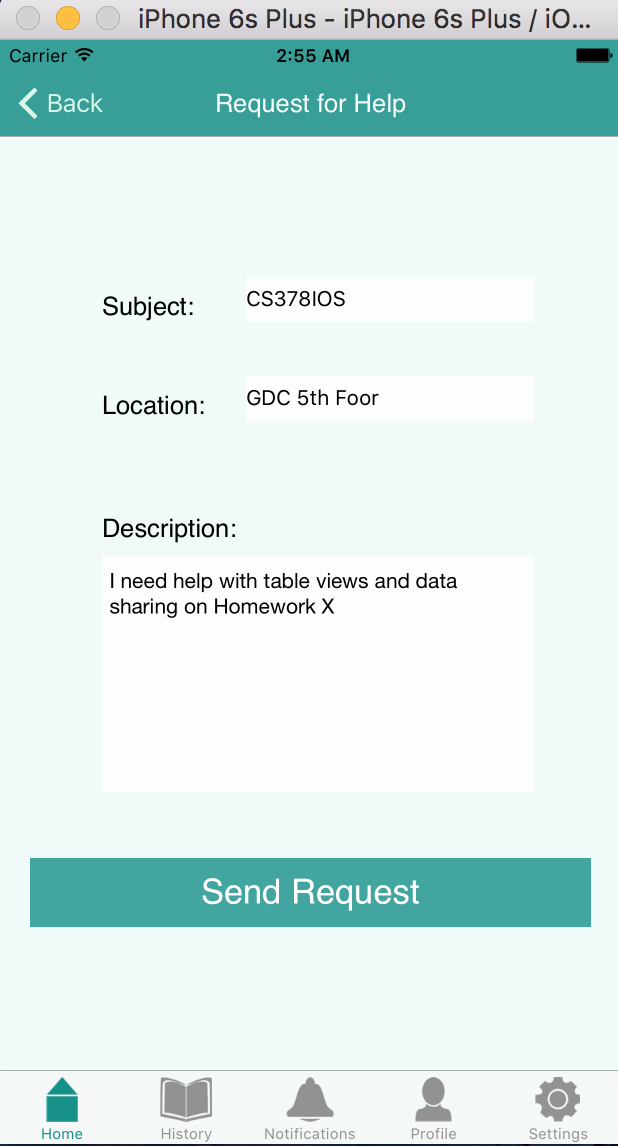 iPhone 6s Plus - iPhone 6s Plus / iO...
Carrier 2:55 AM
Back Request for Help
Subject: CS378IOS
Location: GDC 5th Foor
Description:
I need help with table views and data
sharing on Homework X
Send Request
Home History Notifications Profile Settings